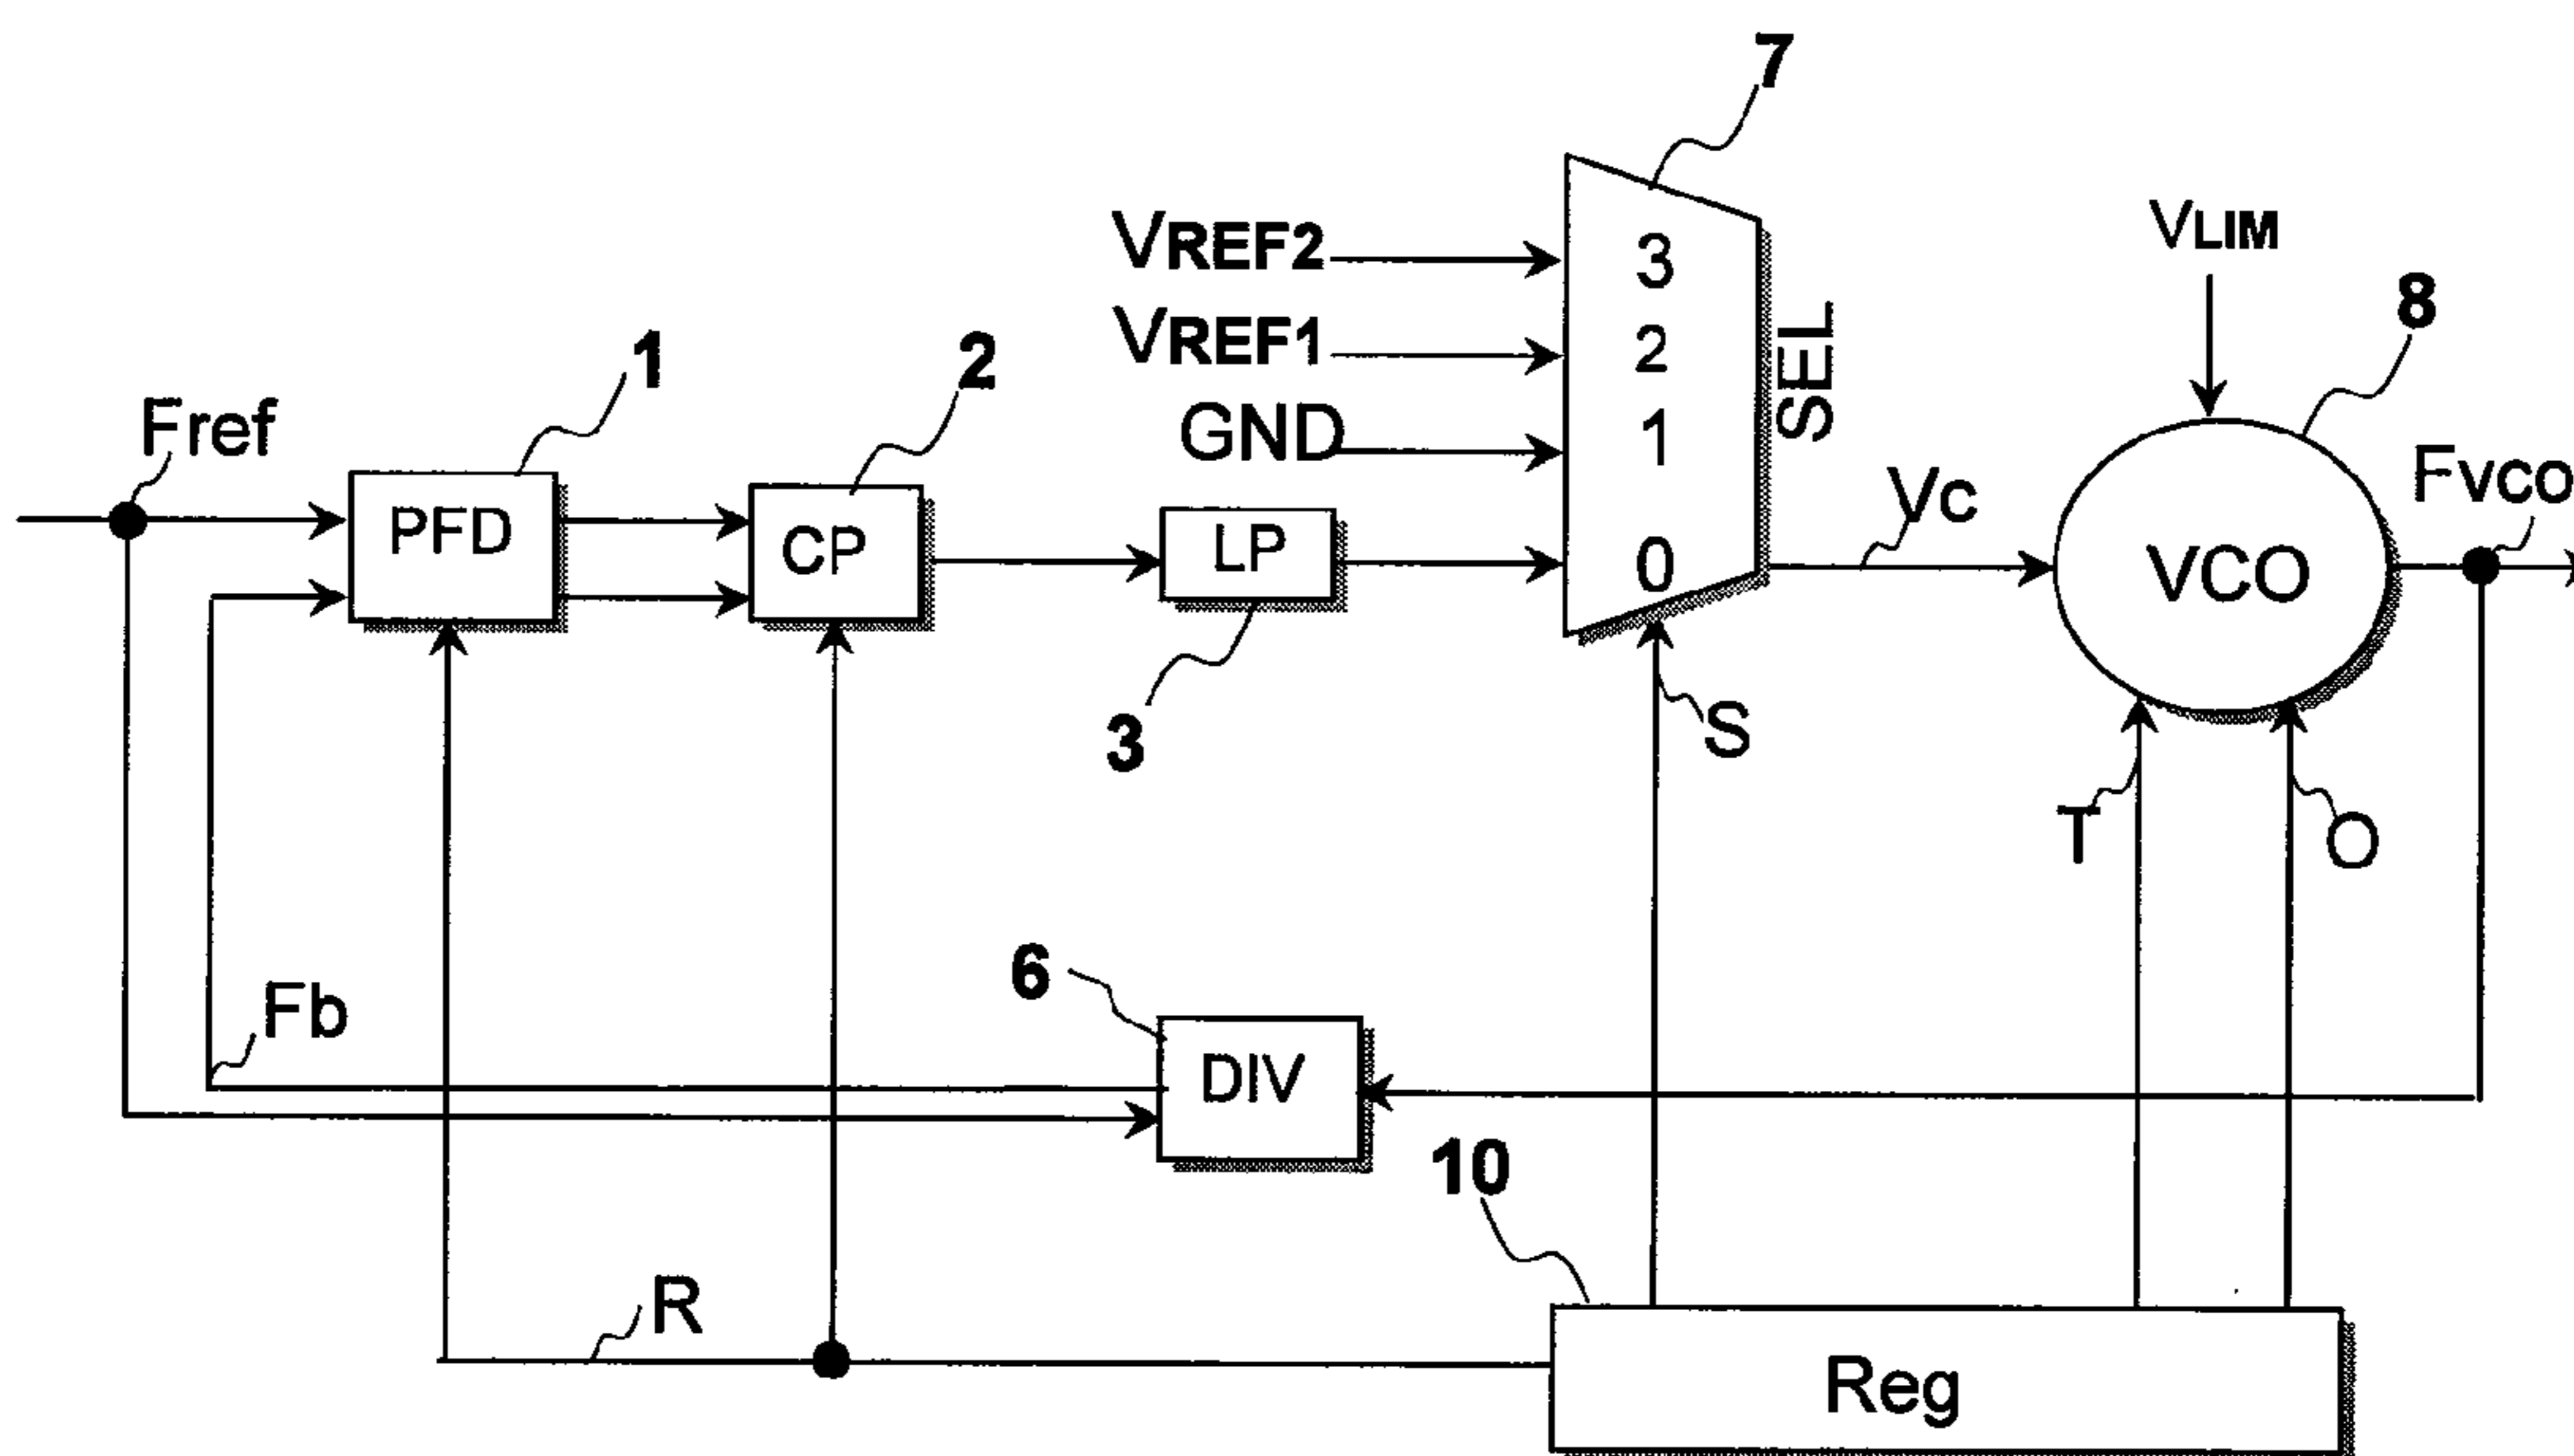 7
VREF2
3
VLIM
VREF1
2
SEL
8
1
2
Fref
GND
1
Fvco
PFD
CP
LP
0
Vc
VCO
3
S
T
O
6
Fb
DIV
10
R
Reg